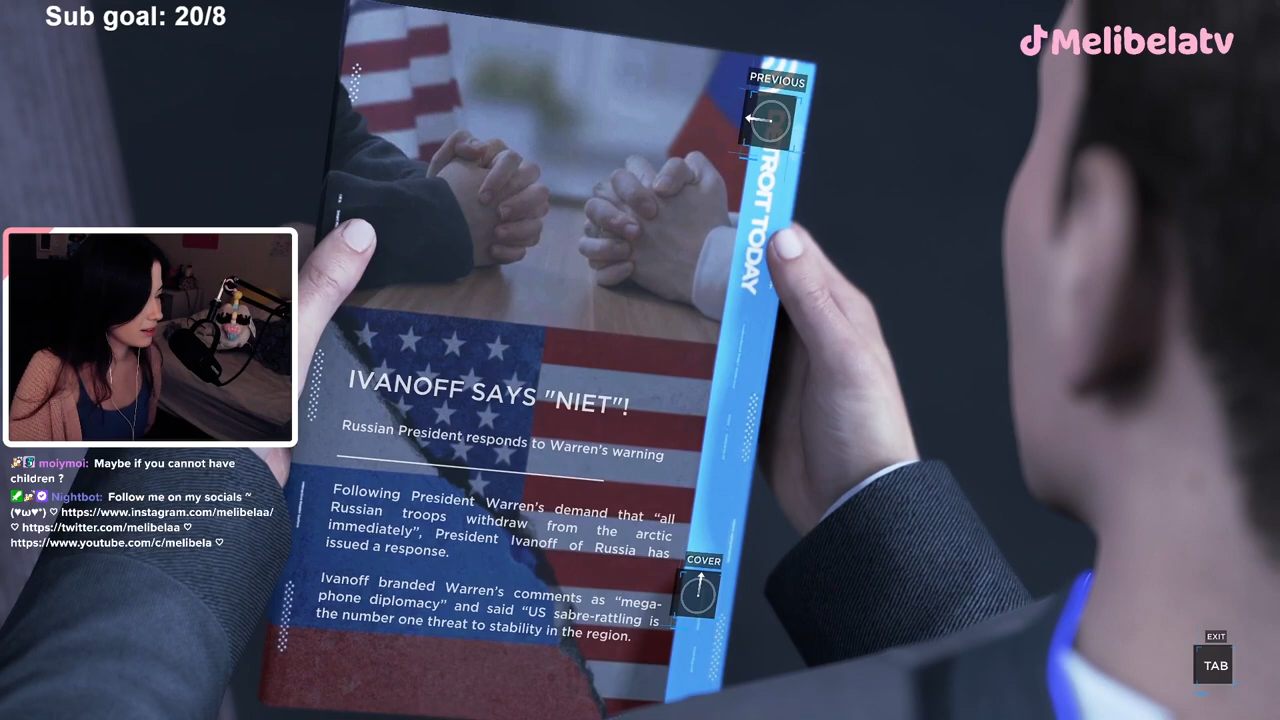 Sub goal: 20/8
Melibelatv
PREVIOUS
TROIT TODAY
IVANOFF SAYS "NIET"!
Russian President responds to Warren's warning
Following President Warren's demand that “all
Russian troops withdraw from the arctic
immediately”, President Ivanoff of Russia has
issued a response.
Ivanoff branded Warren's comments as “mega-
phone diplomacy” and said “US sabre-rattling is
the number one threat to stability in the region.
COVER
moiymoi: Maybe if you cannot have
children ?
Nightbot: Follow me on my socials ~
(♥ω♥*) ♡ https://www.instagram.com/melibelaa/
♡ https://twitter.com/melibelaa ♡
https://www.youtube.com/c/melibela ♡
EXIT
TAB